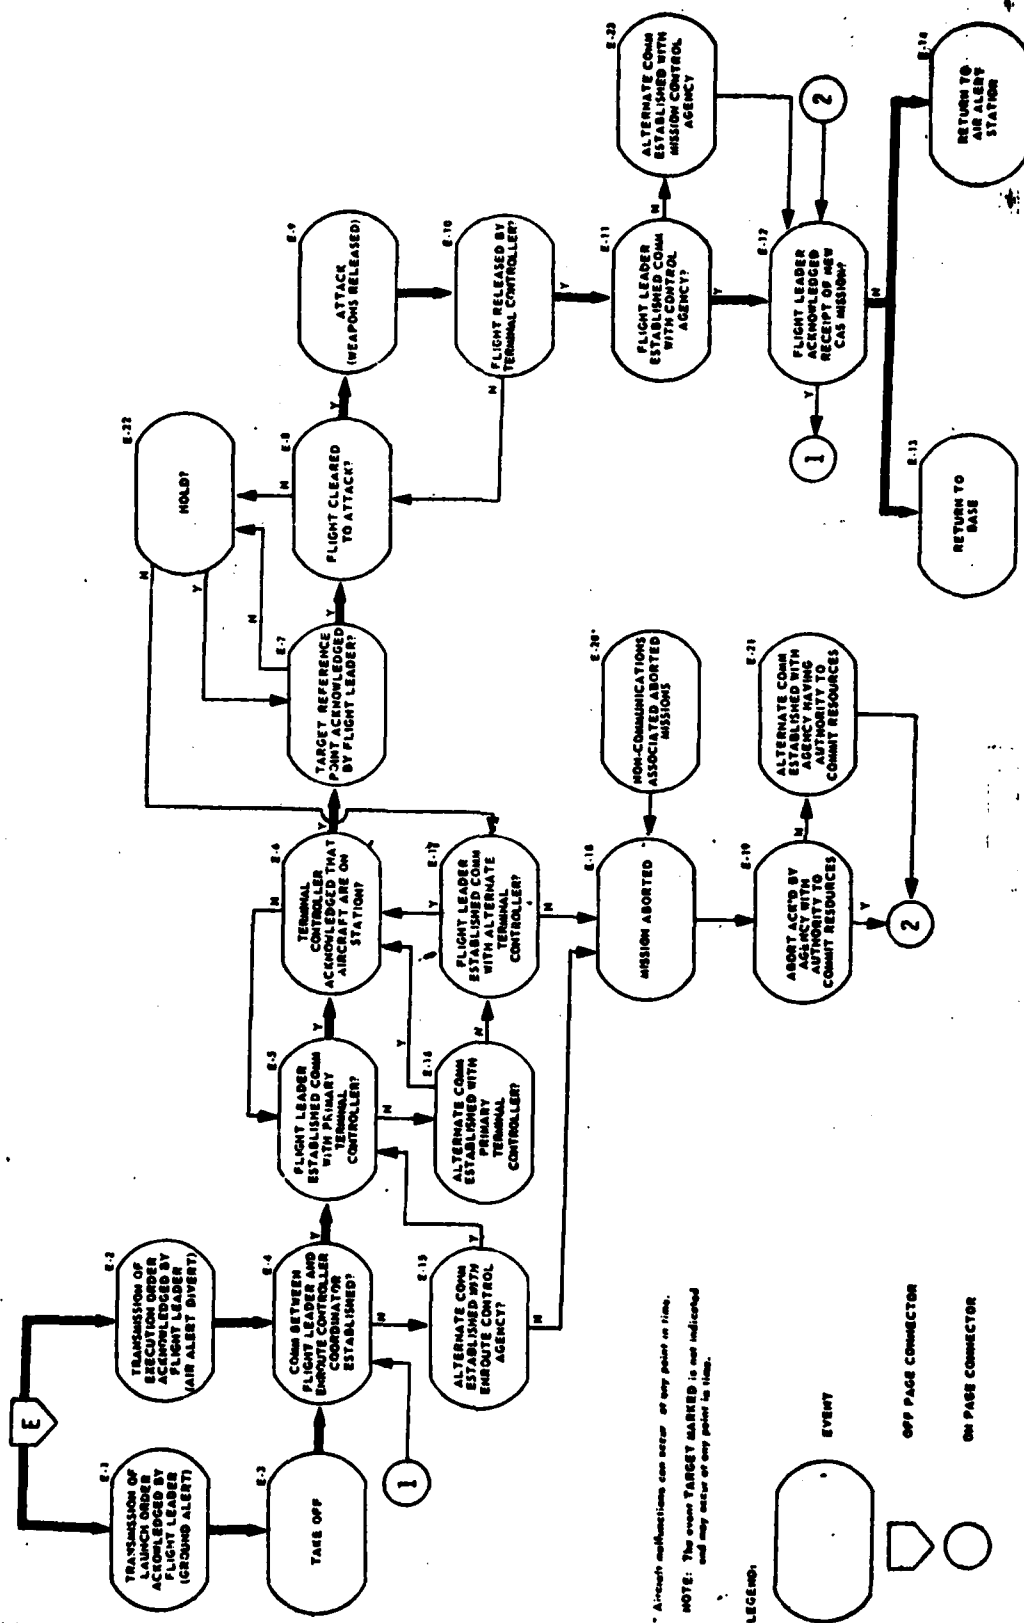 E
E-1
TRANSMISSION OF
LAUNCH ORDER
ACKOWLEDGED BY
FLIGHT LEADER
(GROUND ALERT)
E-2
TRANSMISSION OF
EXECUTION ORDER
ACKNOWLEDGED BY
FLIGHT LEADER
(AIR ALERT DIVERT)
E-3
TAKE OFF
E-4
COMM BETWEEN
FLIGHT LEADER AND
ENROUTE CONTROLLER
COORDINATOR
ESTABLISHED?
Y
N
1
E-15
ALTERNATE COMM
ESTABLISHED WITH
ENROUTE CONTROL
AGENCY?
Y
N
E-5
FLIGHT LEADER
ESTABLISHED COMM
WITH PRIMARY
TERMINAL
CONTROLLER?
Y
N
E-16
ALTERNATE COMM
ESTABLISHED WITH
PRIMARY
TERMINAL
CONTROLLER?
Y
N
E-6
TERMINAL
CONTROLLER
ACKNOWLEDGED THAT
AIRCRAFT ARE ON
STATION?
N
Y
E-17
FLIGHT LEADER
ESTABLISHED COMM
WITH ALTERNATE
TERMINAL
CONTROLLER?
Y
N
E-7
TARGET REFERENCE
POINT ACKNOWLEDGED
BY FLIGHT LEADER?
N
Y
E-22
HOLD?
N
Y
E-8
FLIGHT CLEARED
TO ATTACK?
N
Y
E-9
ATTACK
(WEAPONS RELEASED)
E-10
FLIGHT RELEASED BY
TERMINAL CONTROLLER?
N
Y
E-11
FLIGHT LEADER
ESTABLISHED COMM
WITH CONTROL
AGENCY?
N
Y
E-23
ALTERNATE COMM
ESTABLISHED WITH
MISSION CONTROL
AGENCY
2
E-12
FLIGHT LEADER
ACKNOWLEDGED
RECEIPT OF NEW
CAS MISSION?
Y
N
1
E-13
RETURN TO
BASE
E-14
RETURN TO
AIR ALERT
STATION
E-18
MISSION ABORTED
E-20*
NON-COMMUNICATIONS
ASSOCIATED ABORTED
MISSIONS
E-19
ABORT ACK'D BY
AGENCY WITH
AUTHORITY TO
COMMIT RESOURCES
N
Y
E-21
ALTERNATE COMM
ESTABLISHED WITH
AGENCY HAVING
AUTHORITY TO
COMMIT RESOURCES
2
* Aircraft malfunctions can occur at any point in time.
NOTE: The event TARGET MARKED is not indicated
and may occur at any point in time.
LEGEND:
EVENT
OFF PAGE CONNECTOR
ON PAGE CONNECTOR